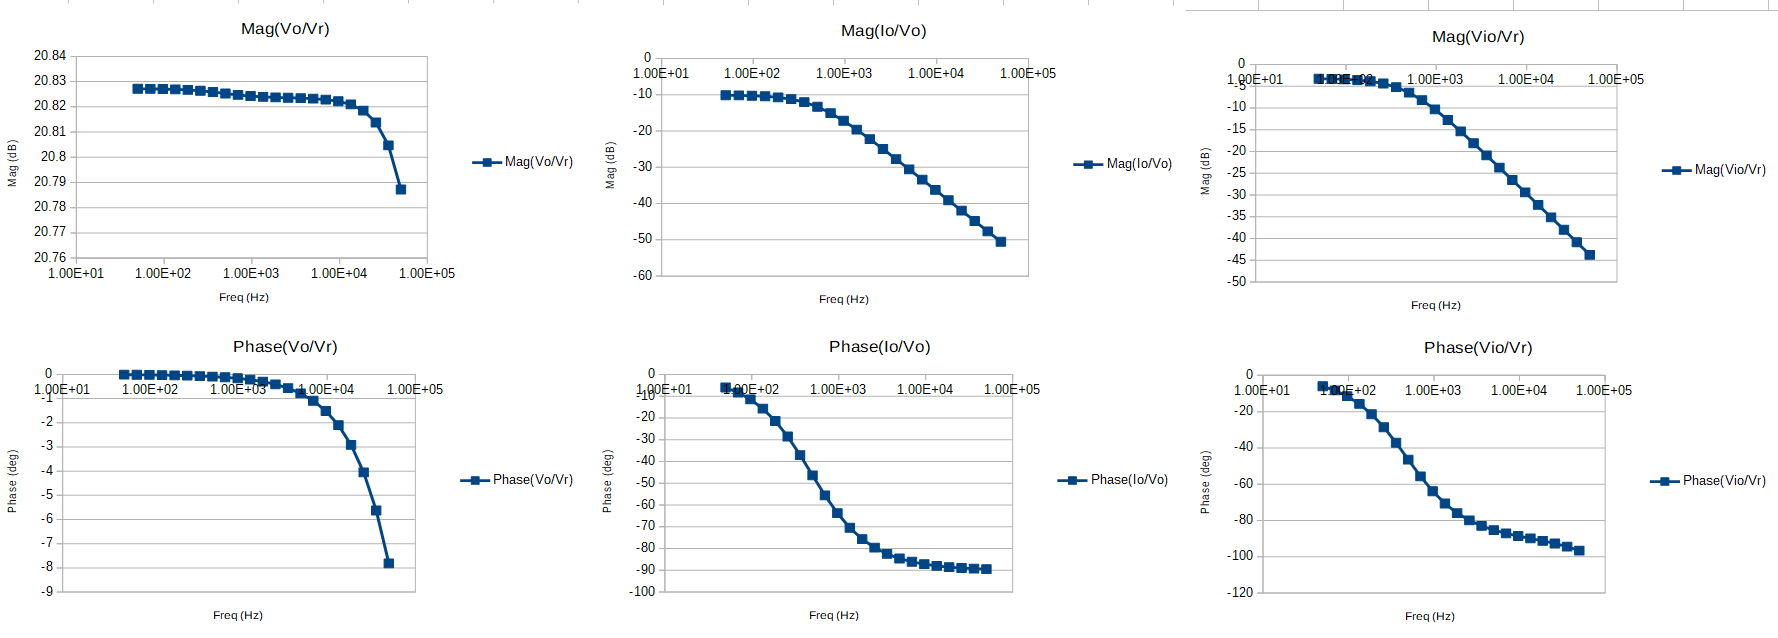 Mag(Vo/Vr)
20.84
20.83
20.82
20.81
20.8
20.79
20.78
20.77
20.76
1.00E+01 1.00E+02 1.00E+03 1.00E+04 1.00E+05
Mag (dB)
Freq (Hz)
Mag(Vo/Vr)
Mag(Io/Vo)
0
1.00E+01 1.00E+02 1.00E+03 1.00E+04 1.00E+05
-10
-20
-30
-40
-50
-60
Mag (dB)
Freq (Hz)
Mag(Io/Vo)
Mag(Vio/Vr)
0
1.00E+01 1.00E+02 1.00E+03 1.00E+04 1.00E+05
-5
-10
-15
-20
-25
-30
-35
-40
-45
-50
Mag (dB)
Freq (Hz)
Mag(Vio/Vr)
Phase(Vo/Vr)
0
1.00E+01 1.00E+02 1.00E+03 1.00E+04 1.00E+05
-1
-2
-3
-4
-5
-6
-7
-8
-9
Phase (deg)
Freq (Hz)
Phase(Vo/Vr)
Phase(Io/Vo)
0
1.00E+01 1.00E+02 1.00E+03 1.00E+04 1.00E+05
-10
-20
-30
-40
-50
-60
-70
-80
-90
-100
Phase (deg)
Freq (Hz)
Phase(Io/Vo)
Phase(Vio/Vr)
0
1.00E+01 1.00E+02 1.00E+03 1.00E+04 1.00E+05
-20
-40
-60
-80
-100
-120
Phase (deg)
Freq (Hz)
Phase(Vio/Vr)